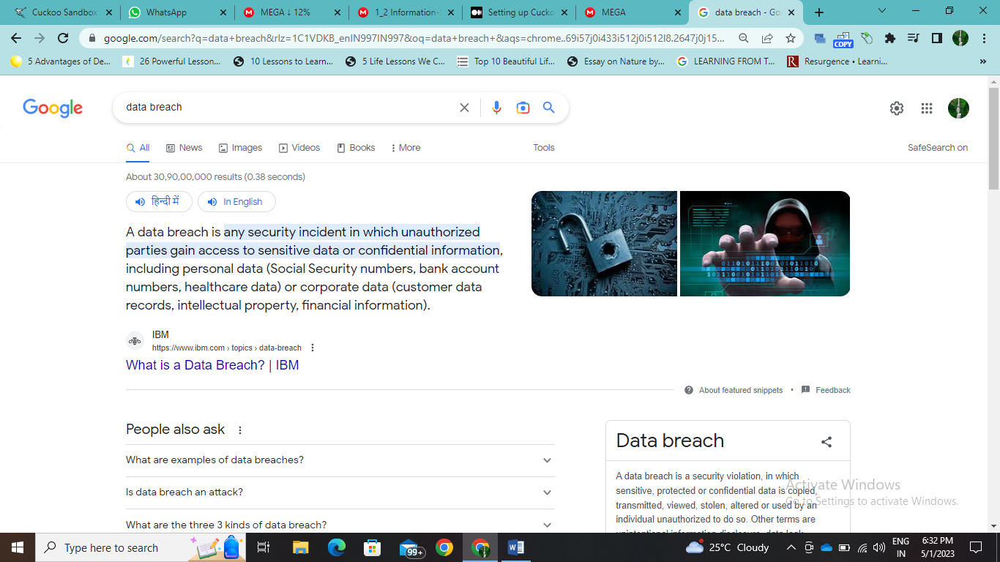 Cuckoo Sandbox
WhatsApp
MEGA ↓ 12%
1_2 Information-
Setting up Cucko
MEGA
data breach - Go
google.com/search?q=data+breach&rlz=1C1VDKB_enIN997IN997&oq=data+breach+&aqs=chrome..69i57j0i433i512j0i512l8.2647j0j15...
COPY
5 Advantages of De...
26 Powerful Lesson...
10 Lessons to Learn...
5 Life Lessons We C...
Top 10 Beautiful Lif...
Essay on Nature by...
LEARNING FROM T...
R
Resurgence • Learni...
»
Google
data breach
All
News
Images
Videos
Books
More
Tools
SafeSearch on
About 30,90,00,000 results (0.38 seconds)
हिन्दी में
In English
A data breach is any security incident in which unauthorized
parties gain access to sensitive data or confidential information,
including personal data (Social Security numbers, bank account
numbers, healthcare data) or corporate data (customer data
records, intellectual property, financial information).
IBM
https://www.ibm.com › topics › data-breach
What is a Data Breach? | IBM
About featured snippets
•
Feedback
People also ask
What are examples of data breaches?
Is data breach an attack?
What are the three 3 kinds of data breach?
Data breach
A data breach is a security violation, in which
sensitive, protected or confidential data is copied,
transmitted, viewed, stolen, altered or used by an
individual unauthorized to do so. Other terms are
unintentional information disclosure, data leak
Activate Windows
Go to Settings to activate Windows.
Type here to search
99+
25°C Cloudy
ENG
IN
6:32 PM
5/1/2023